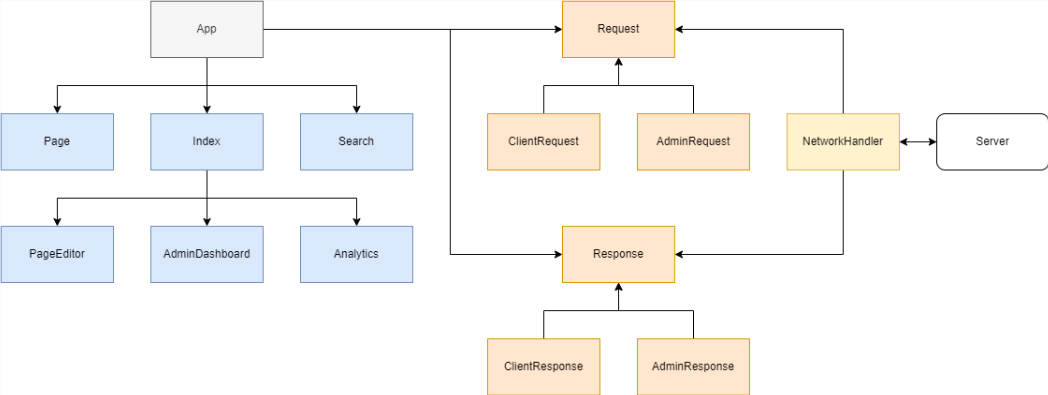 App
Request
Page
Index
Search
ClientRequest
AdminRequest
NetworkHandler
Server
PageEditor
AdminDashboard
Analytics
Response
ClientResponse
AdminResponse